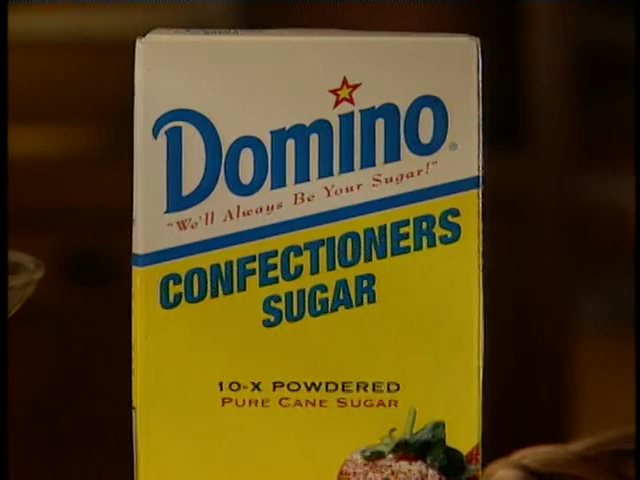 Domino
"We'll Always Be Your Sugar!"
CONFECTIONERS
SUGAR
10-X POWDERED
PURE CANE SUGAR